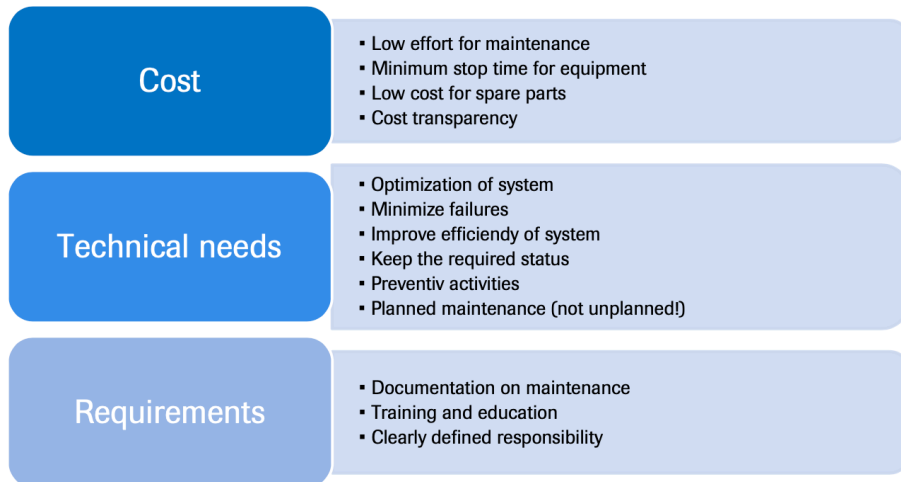 Cost
▪ Low effort for maintenance
▪ Minimum stop time for equipment
▪ Low cost for spare parts
▪ Cost transparency
Technical needs
▪ Optimization of system
▪ Minimize failures
▪ Improve efficiendy of system
▪ Keep the required status
▪ Preventiv activities
▪ Planned maintenance (not unplanned!)
Requirements
▪ Documentation on maintenance
▪ Training and education
▪ Clearly defined responsibility